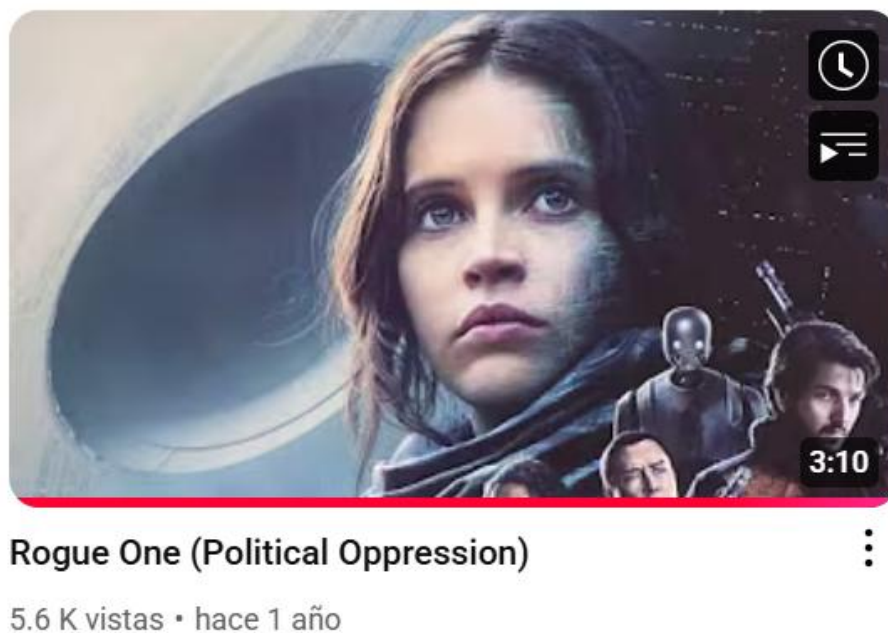 3:10
Rogue One (Political Oppression)
5.6 K vistas • hace 1 año